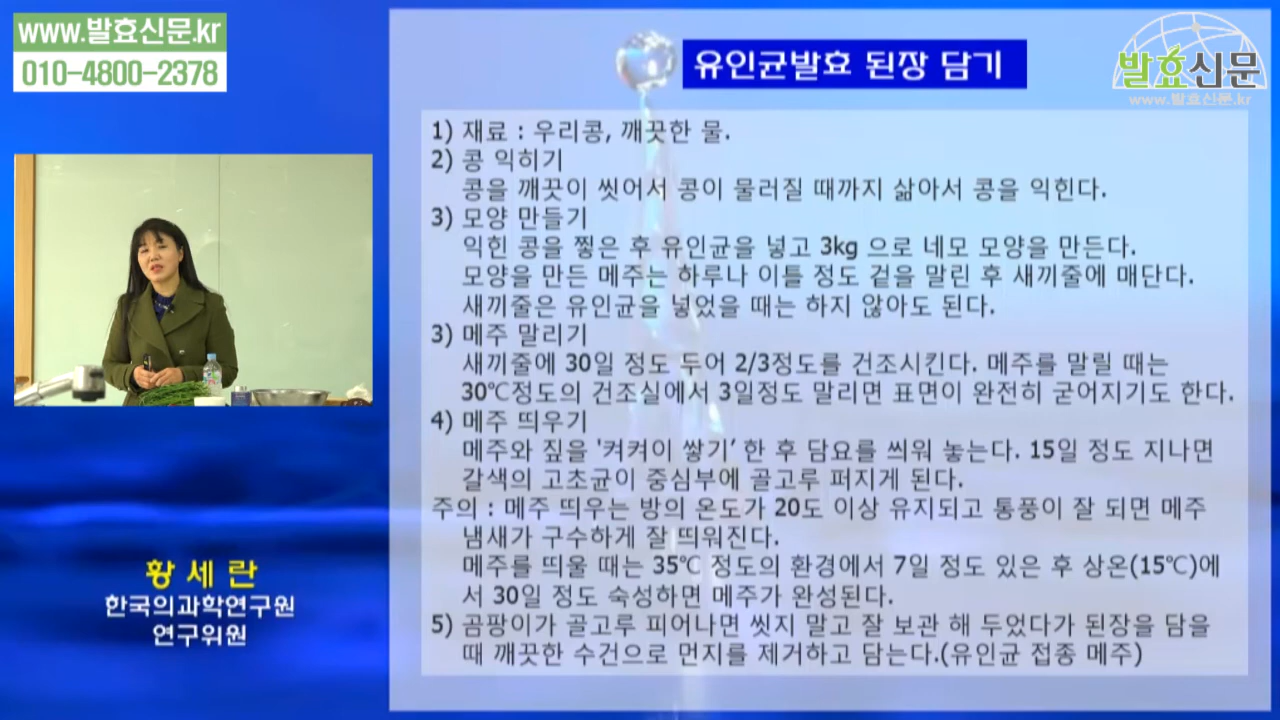 www.발효신문.kr
010-4800-2378
유인균발효 된장 담기
발효신문
www.발효신문.kr
1) 재료 : 우리콩, 깨끗한 물.
2) 콩 익히기
콩을 깨끗이 씻어서 콩이 물러질 때까지 삶아서 콩을 익힌다.
3) 모양 만들기
익힌 콩을 찧은 후 유인균을 넣고 3kg 으로 네모 모양을 만든다.
모양을 만든 메주는 하루나 이틀 정도 겉을 말린 후 새끼줄에 매단다.
새끼줄은 유인균을 넣었을 때는 하지 않아도 된다.
3) 메주 말리기
새끼줄에 30일 정도 두어 2/3정도를 건조시킨다. 메주를 말릴 때는
30℃정도의 건조실에서 3일정도 말리면 표면이 완전히 굳어지기도 한다.
4) 메주 띄우기
메주와 짚을 '켜켜이 쌓기’ 한 후 담요를 씌워 놓는다. 15일 정도 지나면
갈색의 고초균이 중심부에 골고루 퍼지게 된다.
주의 : 메주 띄우는 방의 온도가 20도 이상 유지되고 통풍이 잘 되면 메주
냄새가 구수하게 잘 띄워진다.
메주를 띄울 때는 35℃ 정도의 환경에서 7일 정도 있은 후 상온(15℃)에
서 30일 정도 숙성하면 메주가 완성된다.
5) 곰팡이가 골고루 피어나면 씻지 말고 잘 보관 해 두었다가 된장을 담을
때 깨끗한 수건으로 먼지를 제거하고 담는다.(유인균 접종 메주)
황 세 란
한국의과학연구원
연구위원